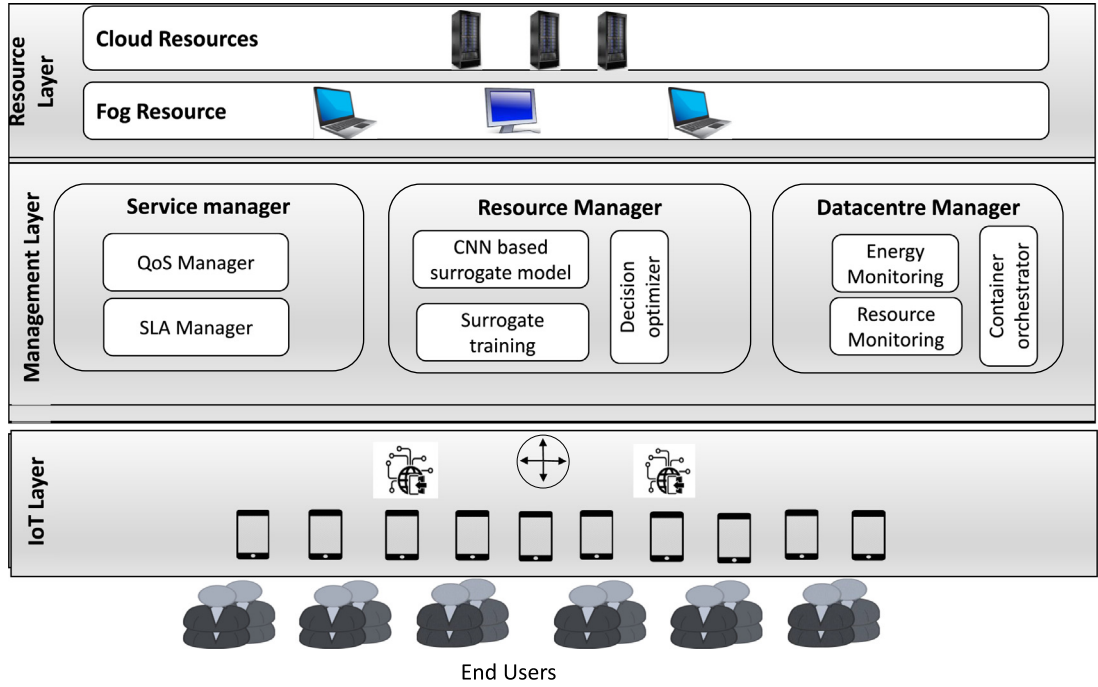 Resource
Layer
Cloud Resources
Fog Resource
Management Layer
Service manager
QoS Manager
SLA Manager
Resource Manager
CNN based
surrogate model
Surrogate
training
Decision
optimizer
Datacentre Manager
Energy
Monitoring
Resource
Monitoring
Container
orchestrator
IoT Layer
End Users